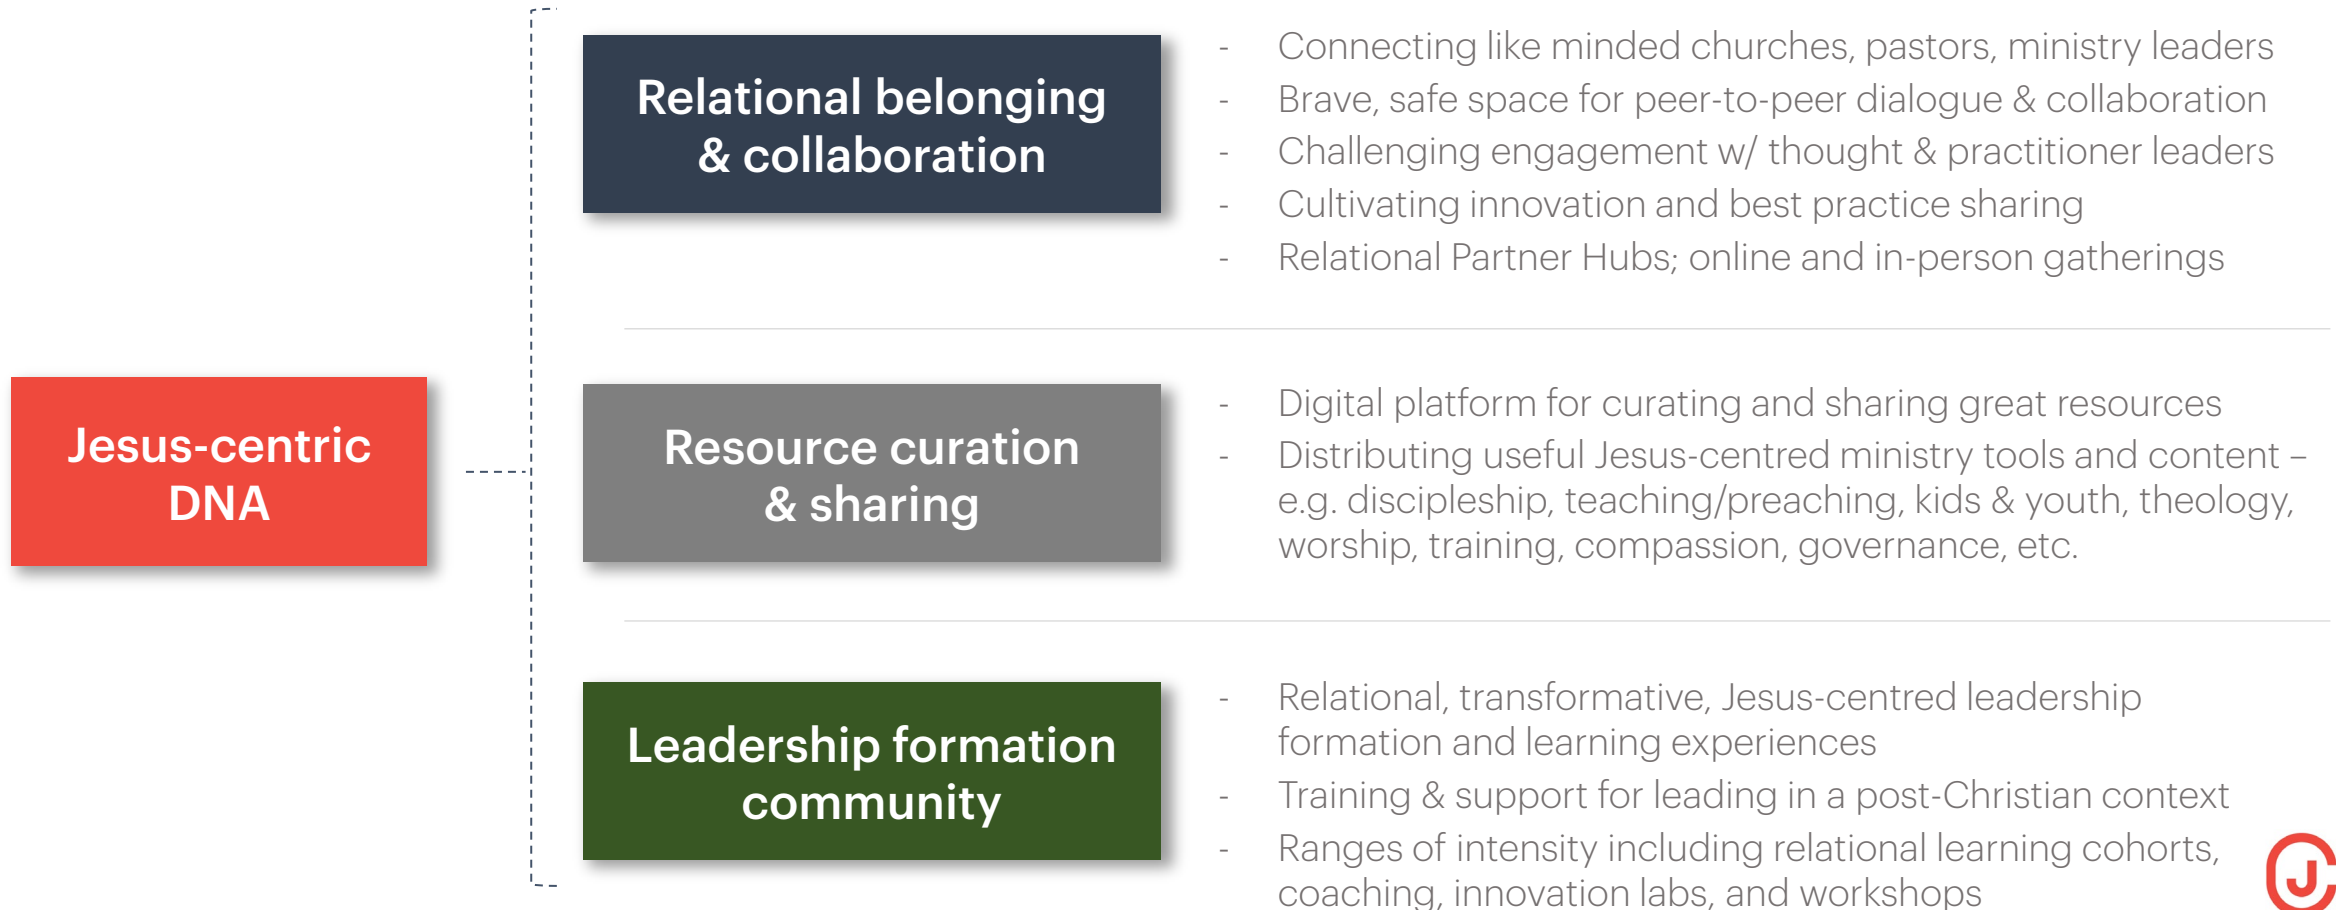 Jesus-centric
DNA
Relational belonging
& collaboration
- Connecting like minded churches, pastors, ministry leaders
- Brave, safe space for peer-to-peer dialogue & collaboration
- Challenging engagement w/ thought & practitioner leaders
- Cultivating innovation and best practice sharing
- Relational Partner Hubs; online and in-person gatherings
Resource curation
& sharing
- Digital platform for curating and sharing great resources
- Distributing useful Jesus-centred ministry tools and content –
e.g. discipleship, teaching/preaching, kids & youth, theology,
worship, training, compassion, governance, etc.
Leadership formation
community
- Relational, transformative, Jesus-centred leadership
formation and learning experiences
- Training & support for leading in a post-Christian context
- Ranges of intensity including relational learning cohorts,
coaching, innovation labs, and workshops
JC